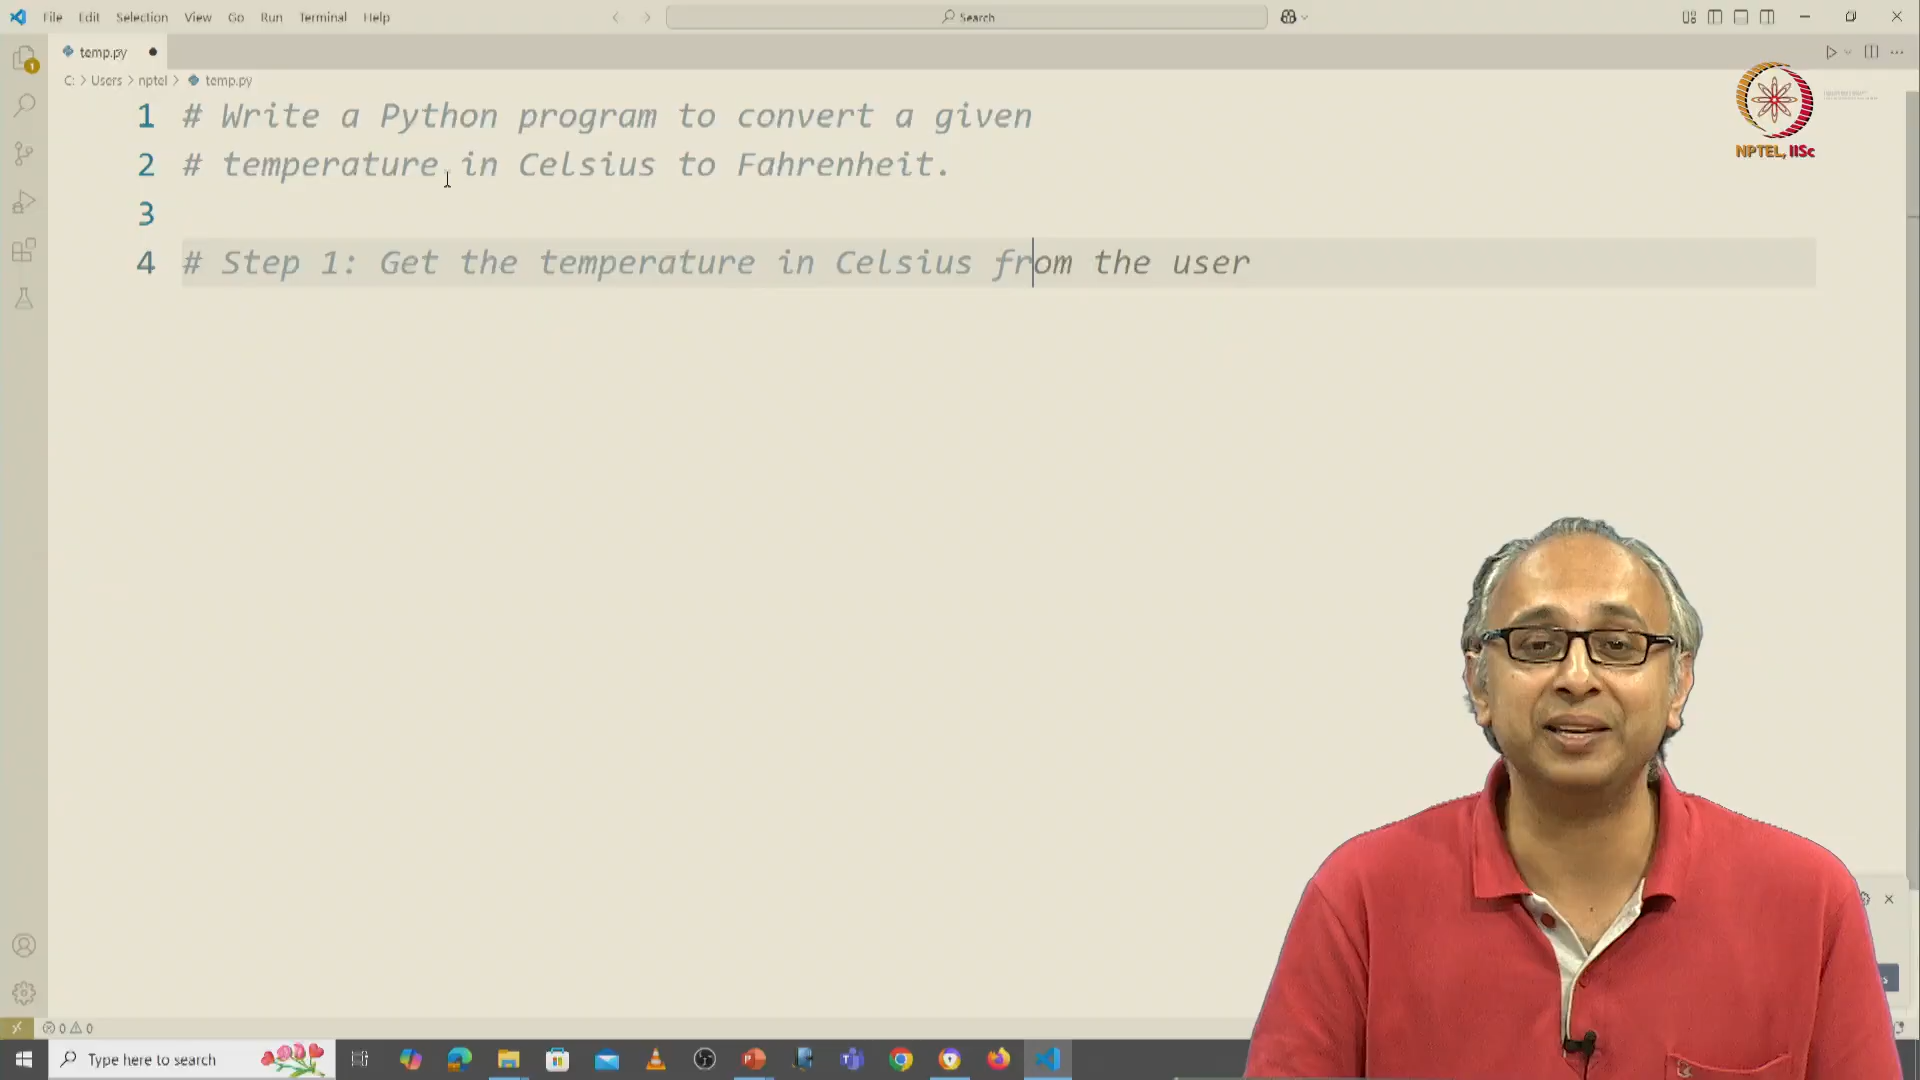 File Edit Selection View Go Run Terminal Help
Search
temp.py
C: > Users > nptel > temp.py
1 # Write a Python program to convert a given
2 # temperature in Celsius to Fahrenheit.
3
4 # Step 1: Get the temperature in Celsius from the user
NPTEL, IISc
0 0
Type here to search